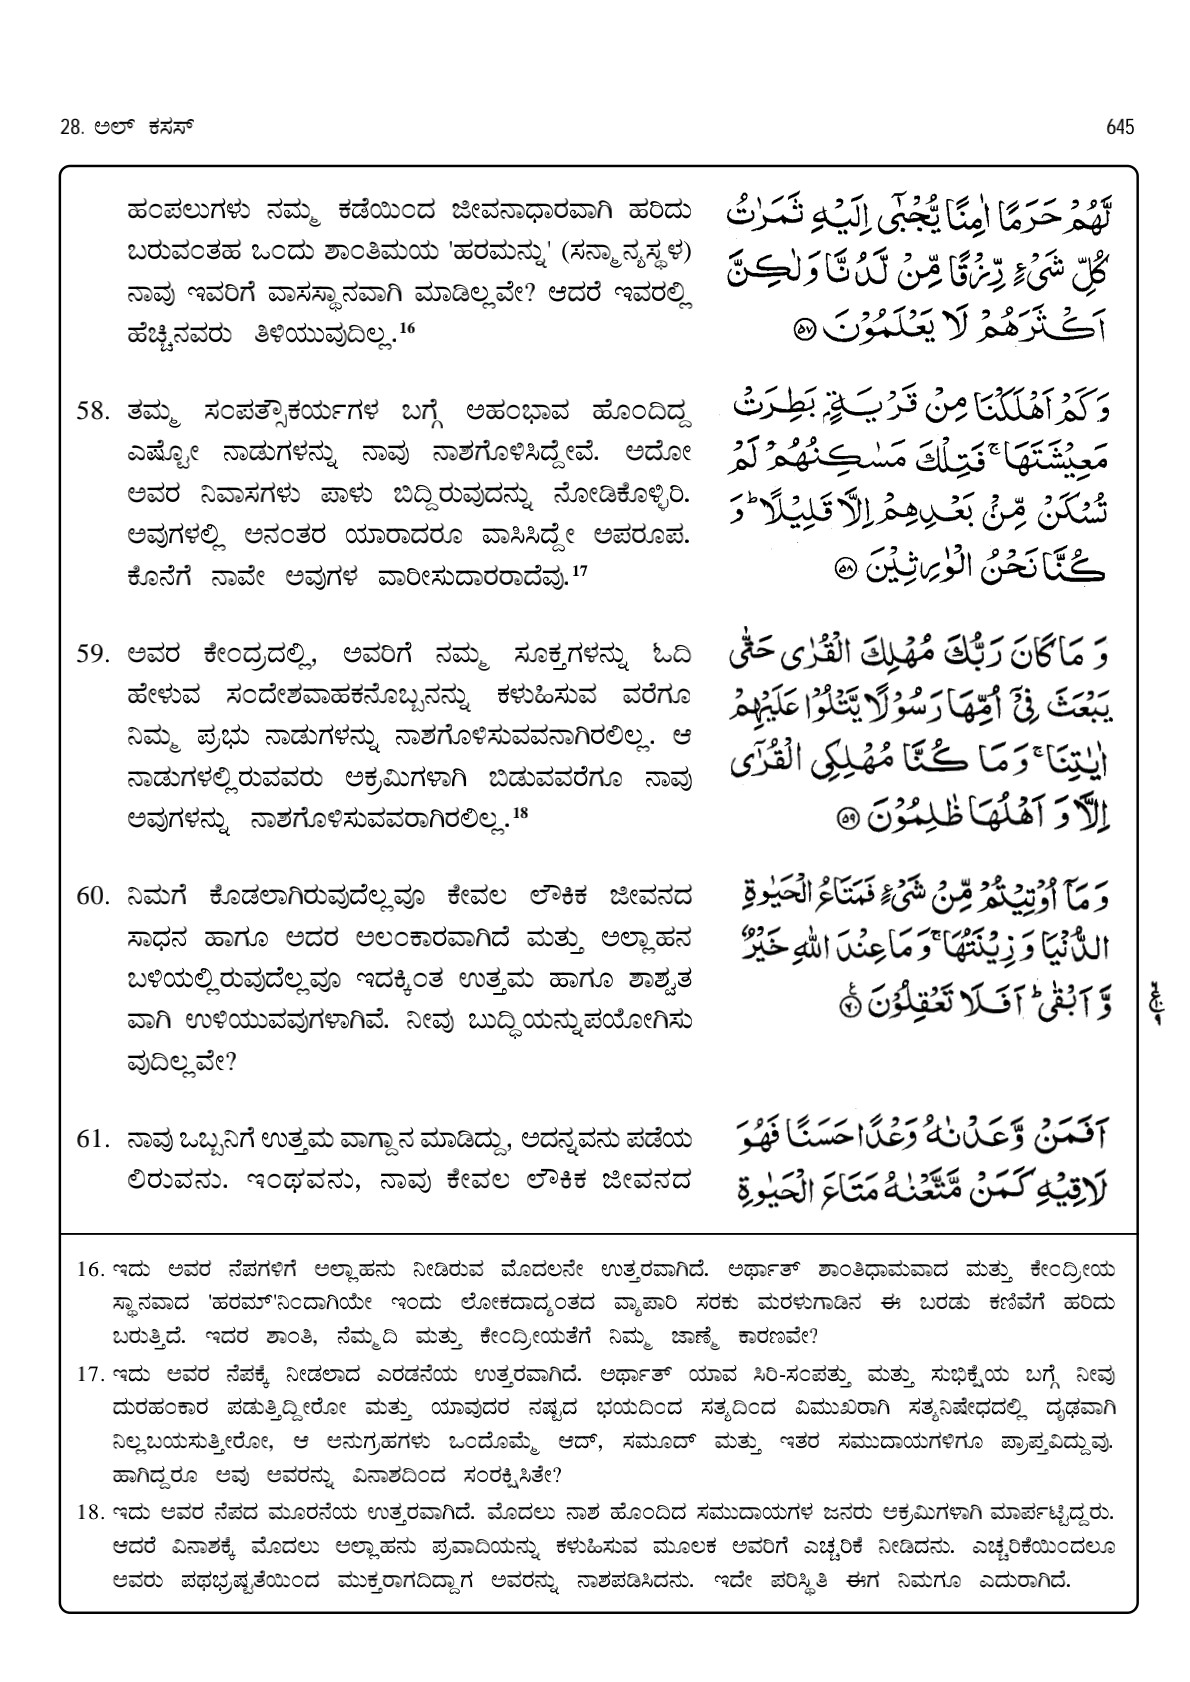 28. ಅಲ್ ಕಸಸ್
645
ಹಂಪಲುಗಳು ನಮ್ಮ ಕಡೆಯಿಂದ ಜೀವನಾಧಾರವಾಗಿ ಹರಿದು
ಬರುವಂತಹ ಒಂದು ಶಾಂತಿಮಯ 'ಹರಮನ್ನು' (ಸನ್ಮಾನ್ಯಸ್ಥಳ)
ನಾವು ಇವರಿಗೆ ವಾಸಸ್ಥಾನವಾಗಿ ಮಾಡಿಲ್ಲವೇ? ಆದರೆ ಇವರಲ್ಲಿ
ಹೆಚ್ಚಿನವರು ತಿಳಿಯುವುದಿಲ್ಲ.16
لَّهُمْ حَرَمًا اٰمِنًا يُّجْبٰٓى اِلَيْهِ ثَمَرٰتُ
كُلِّ شَىْءٍ رِّزْقًا مِّنْ لَّدُنَّا وَلٰكِنَّ
اَكْثَرَهُمْ لَا يَعْلَمُوْنَ ﴿۵۷﴾
58. ತಮ್ಮ ಸಂಪತ್ಸೌಕರ್ಯಗಳ ಬಗ್ಗೆ ಅಹಂಭಾವ ಹೊಂದಿದ್ದ
ಎಷ್ಟೋ ನಾಡುಗಳನ್ನು ನಾವು ನಾಶಗೊಳಿಸಿದ್ದೇವೆ. ಅದೋ
ಅವರ ನಿವಾಸಗಳು ಪಾಳು ಬಿದ್ದಿರುವುದನ್ನು ನೋಡಿಕೊಳ್ಳಿರಿ.
ಅವುಗಳಲ್ಲಿ ಅನಂತರ ಯಾರಾದರೂ ವಾಸಿಸಿದ್ದೇ ಅಪರೂಪ.
ಕೊನೆಗೆ ನಾವೇ ಅವುಗಳ ವಾರೀಸುದಾರರಾದೆವು.17
وَكَمْ اَهْلَكْنَا مِنْ قَرْيَةٍۭ بَطِرَتْ
مَعِيْشَتَهَا ۚ فَتِلْكَ مَسٰكِنُهُمْ لَمْ
تُسْكَنْ مِّنْۢ بَعْدِهِمْ اِلَّا قَلِيْلًا ؕ وَ
كُنَّا نَحْنُ الْوٰرِثِيْنَ ﴿۵۸﴾
59. ಅವರ ಕೇಂದ್ರದಲ್ಲಿ, ಅವರಿಗೆ ನಮ್ಮ ಸೂಕ್ತಗಳನ್ನು ಓದಿ
ಹೇಳುವ ಸಂದೇಶವಾಹಕನೊಬ್ಬನನ್ನು ಕಳುಹಿಸುವ ವರೆಗೂ
ನಿಮ್ಮ ಪ್ರಭು ನಾಡುಗಳನ್ನು ನಾಶಗೊಳಿಸುವವನಾಗಿರಲಿಲ್ಲ. ಆ
ನಾಡುಗಳಲ್ಲಿರುವವರು ಅಕ್ರಮಿಗಳಾಗಿ ಬಿಡುವವರೆಗೂ ನಾವು
ಅವುಗಳನ್ನು ನಾಶಗೊಳಿಸುವವರಾಗಿರಲಿಲ್ಲ.18
وَ مَا كَانَ رَبُّكَ مُهْلِكَ الْقُرٰى حَتّٰى
يَبْعَثَ فِىْٓ اُمِّهَا رَسُوْلًا يَّتْلُوْا عَلَيْهِمْ
اٰيٰتِنَا ۚ وَ مَا كُنَّا مُهْلِكِى الْقُرٰٓى
اِلَّا وَ اَهْلُهَا ظٰلِمُوْنَ ﴿۵۹﴾
60. ನಿಮಗೆ ಕೊಡಲಾಗಿರುವುದೆಲ್ಲವೂ ಕೇವಲ ಲೌಕಿಕ ಜೀವನದ
ಸಾಧನ ಹಾಗೂ ಅದರ ಅಲಂಕಾರವಾಗಿದೆ ಮತ್ತು ಅಲ್ಲಾಹನ
ಬಳಿಯಲ್ಲಿರುವುದೆಲ್ಲವೂ ಇದಕ್ಕಿಂತ ಉತ್ತಮ ಹಾಗೂ ಶಾಶ್ವತ
ವಾಗಿ ಉಳಿಯುವವುಗಳಾಗಿವೆ. ನೀವು ಬುದ್ಧಿಯನ್ನುಪಯೋಗಿಸು
ವುದಿಲ್ಲವೇ?
وَ مَاۤ اُوْتِيْتُمْ مِّنْ شَىْءٍ فَمَتَاعُ الْحَيٰوةِ
الدُّنْيَا وَ زِيْنَتُهَا ۚ وَ مَا عِنْدَ اللّٰهِ خَيْرٌ
وَّ اَبْقٰى ؕ اَفَلَا تَعْقِلُوْنَ ﴿۶۰﴾
61. ನಾವು ಒಬ್ಬನಿಗೆ ಉತ್ತಮ ವಾಗ್ದಾನ ಮಾಡಿದ್ದು, ಅದನ್ನವನು ಪಡೆಯ
ಲಿರುವನು. ಇಂಥವನು, ನಾವು ಕೇವಲ ಲೌಕಿಕ ಜೀವನದ
اَفَمَنْ وَّعَدْنٰهُ وَعْدًا حَسَنًا فَهُوَ
لَاقِيْهِ كَمَنْ مَّتَّعْنٰهُ مَتَاعَ الْحَيٰوةِ
16. ಇದು ಅವರ ನೆಪಗಳಿಗೆ ಅಲ್ಲಾಹನು ನೀಡಿರುವ ಮೊದಲನೇ ಉತ್ತರವಾಗಿದೆ. ಅರ್ಥಾತ್ ಶಾಂತಿಧಾಮವಾದ ಮತ್ತು ಕೇಂದ್ರೀಯ
ಸ್ಥಾನವಾದ 'ಹರಮ್'ನಿಂದಾಗಿಯೇ ಇಂದು ಲೋಕದಾದ್ಯಂತದ ವ್ಯಾಪಾರಿ ಸರಕು ಮರಳುಗಾಡಿನ ಈ ಬರಡು ಕಣಿವೆಗೆ ಹರಿದು
ಬರುತ್ತಿದೆ. ಇದರ ಶಾಂತಿ, ನೆಮ್ಮದಿ ಮತ್ತು ಕೇಂದ್ರೀಯತೆಗೆ ನಿಮ್ಮ ಜಾಣ್ಮೆ ಕಾರಣವೇ?
17. ಇದು ಅವರ ನೆಪಕ್ಕೆ ನೀಡಲಾದ ಎರಡನೆಯ ಉತ್ತರವಾಗಿದೆ. ಅರ್ಥಾತ್ ಯಾವ ಸಿರಿ-ಸಂಪತ್ತು ಮತ್ತು ಸುಭಿಕ್ಷೆಯ ಬಗ್ಗೆ ನೀವು
ದುರಹಂಕಾರ ಪಡುತ್ತಿದ್ದೀರೋ ಮತ್ತು ಯಾವುದರ ನಷ್ಟದ ಭಯದಿಂದ ಸತ್ಯದಿಂದ ವಿಮುಖರಾಗಿ ಸತ್ಯನಿಷೇಧದಲ್ಲಿ ದೃಢವಾಗಿ
ನಿಲ್ಲಬಯಸುತ್ತೀರೋ, ಆ ಅನುಗ್ರಹಗಳು ಒಂದೊಮ್ಮೆ ಆದ್, ಸಮೂದ್ ಮತ್ತು ಇತರ ಸಮುದಾಯಗಳಿಗೂ ಪ್ರಾಪ್ತವಿದ್ದುವು.
ಹಾಗಿದ್ದರೂ ಅವು ಅವರನ್ನು ವಿನಾಶದಿಂದ ಸಂರಕ್ಷಿಸಿತೇ?
18. ಇದು ಅವರ ನೆಪದ ಮೂರನೆಯ ಉತ್ತರವಾಗಿದೆ. ಮೊದಲು ನಾಶ ಹೊಂದಿದ ಸಮುದಾಯಗಳ ಜನರು ಅಕ್ರಮಿಗಳಾಗಿ ಮಾರ್ಪಟ್ಟಿದ್ದರು.
ಆದರೆ ವಿನಾಶಕ್ಕೆ ಮೊದಲು ಅಲ್ಲಾಹನು ಪ್ರವಾದಿಯನ್ನು ಕಳುಹಿಸುವ ಮೂಲಕ ಅವರಿಗೆ ಎಚ್ಚರಿಕೆ ನೀಡಿದನು. ಎಚ್ಚರಿಕೆಯಿಂದಲೂ
ಅವರು ಪಥಭ್ರಷ್ಟತೆಯಿಂದ ಮುಕ್ತರಾಗದಿದ್ದಾಗ ಅವರನ್ನು ನಾಶಪಡಿಸಿದನು. ಇದೇ ಪರಿಸ್ಥಿತಿ ಈಗ ನಿಮಗೂ ಎದುರಾಗಿದೆ.